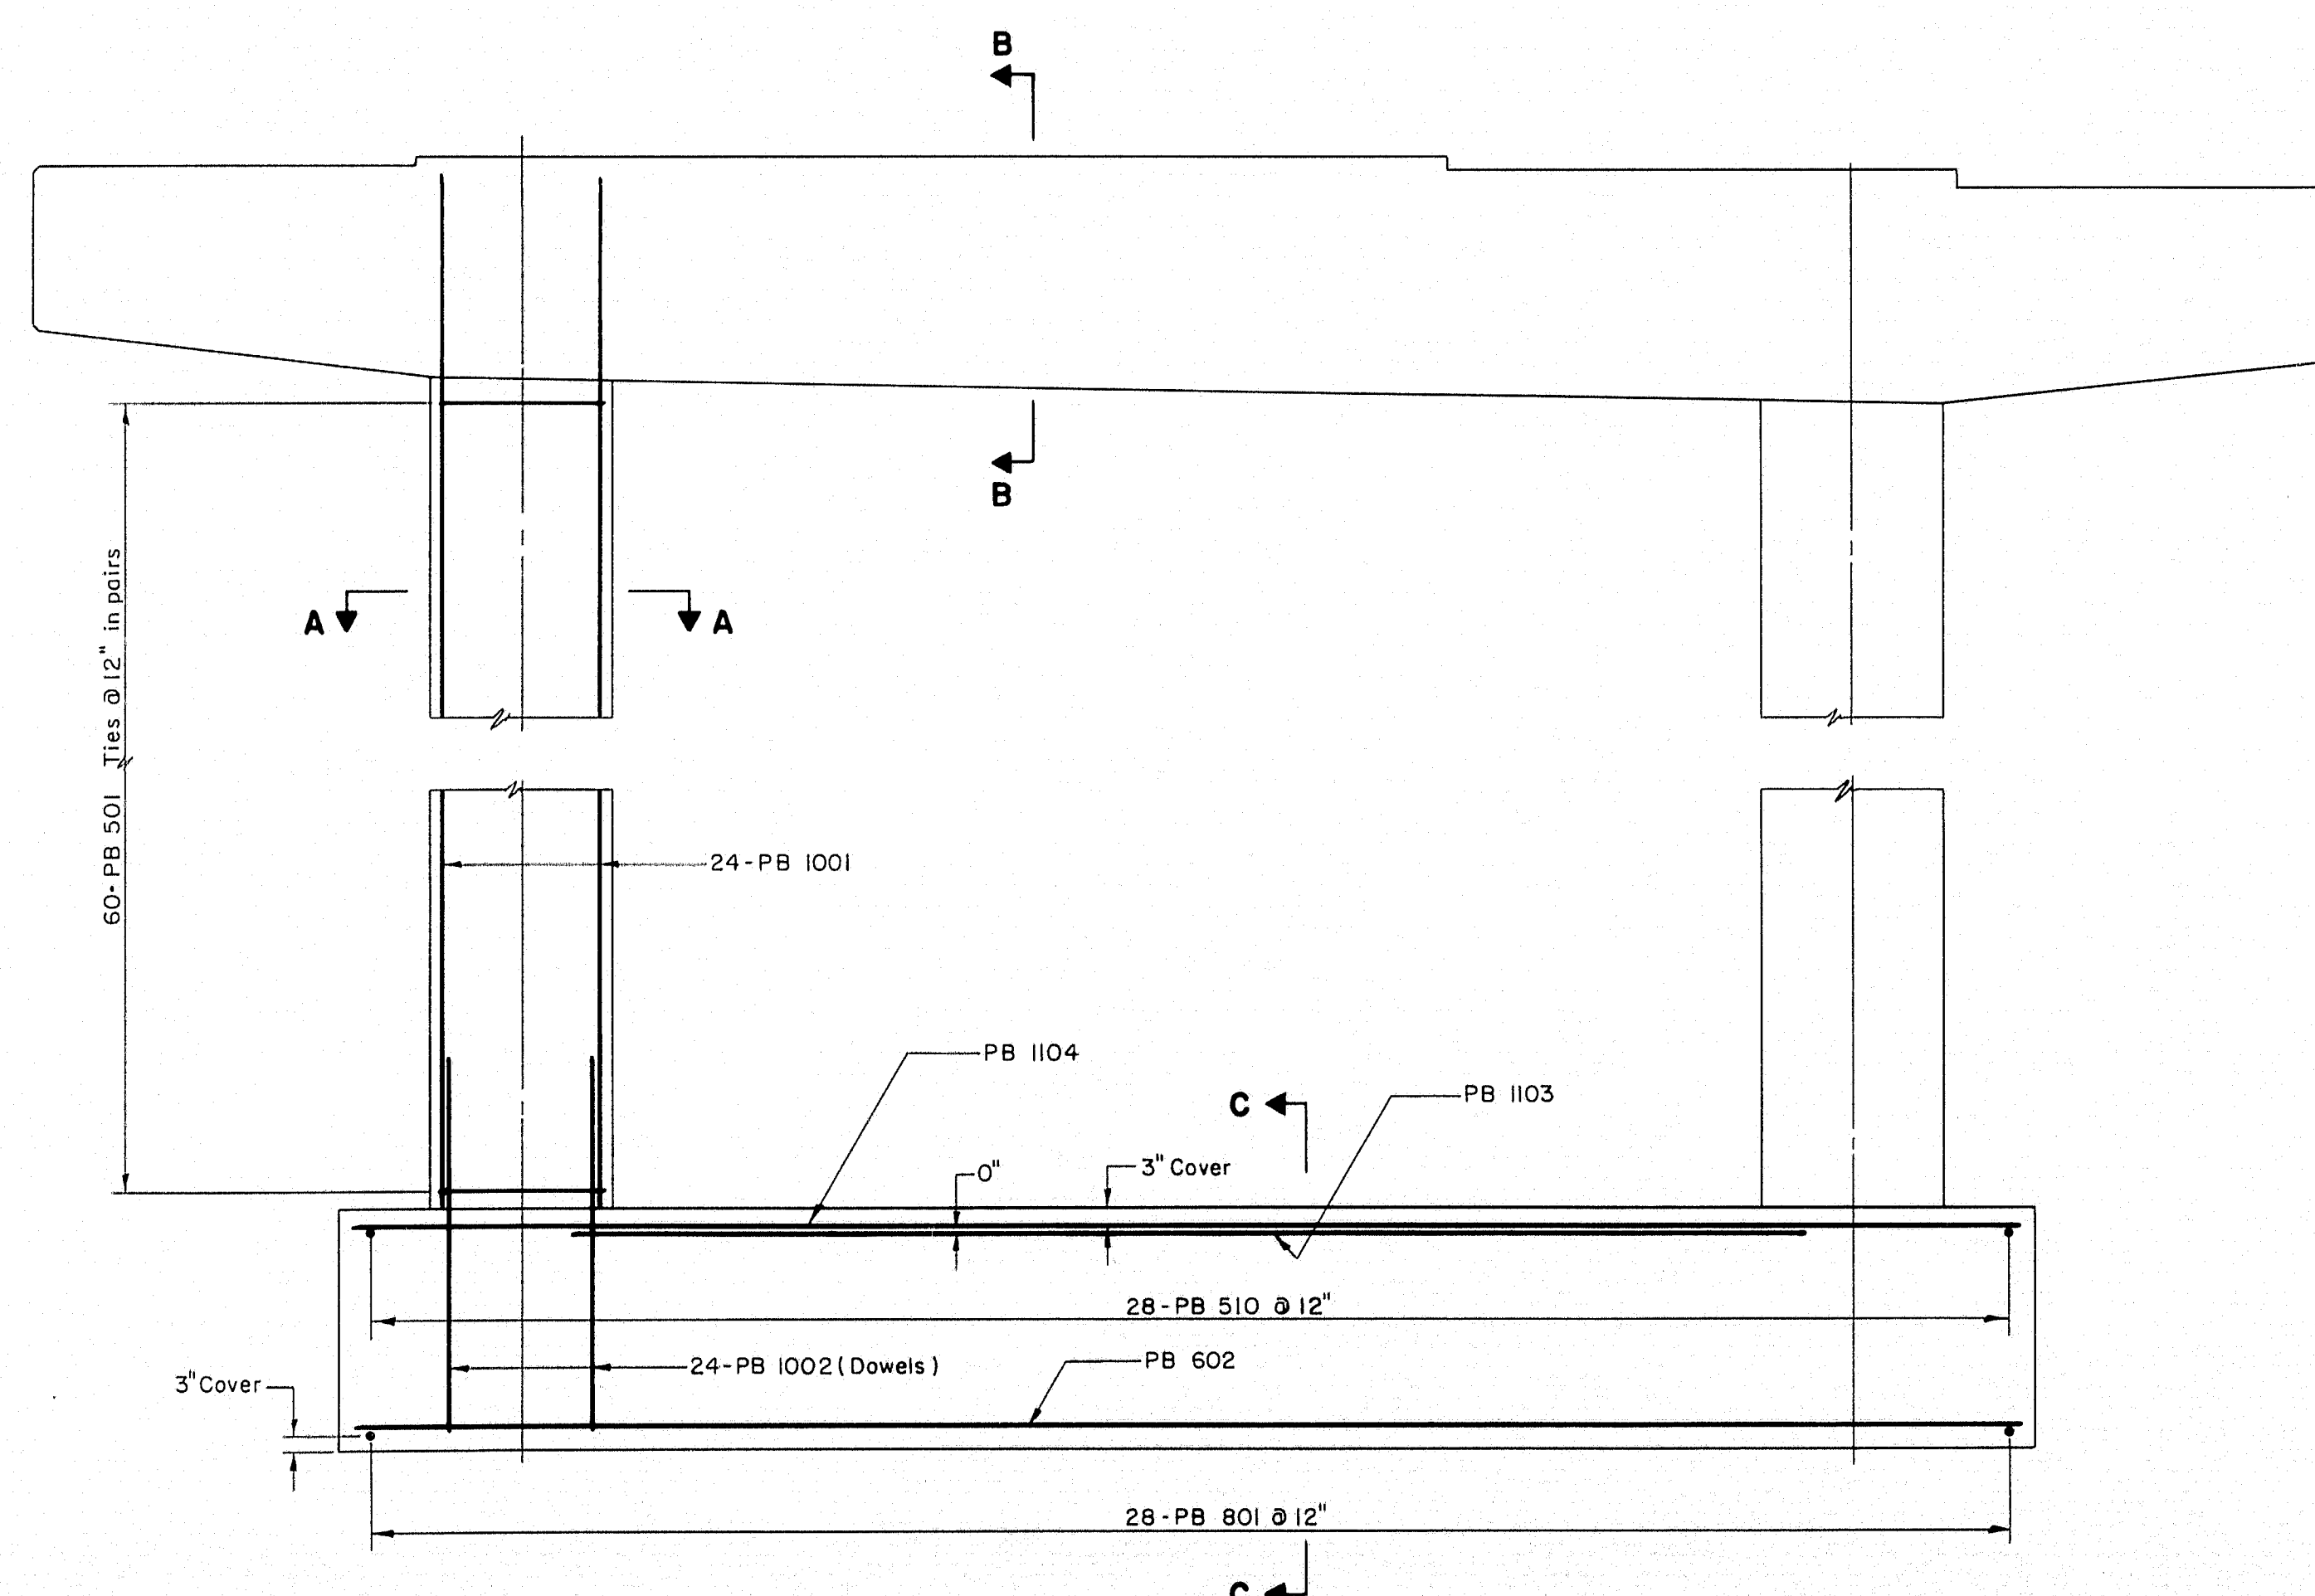 B
B
A
A
60-PB 501 Ties @ 12" in pairs
24-PB 1001
PB 1104
PB 1103
C
0"
3" Cover
28-PB 510 @ 12"
24-PB 1002 (Dowels)
PB 602
3" Cover
28-PB 801 @ 12"
C